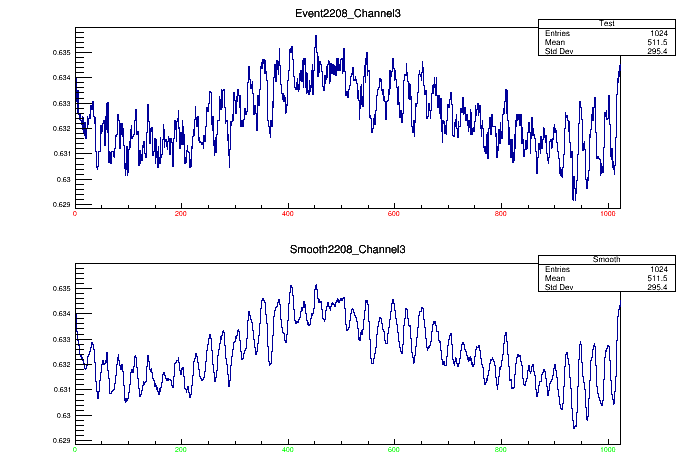 Event2208_Channel3
Test
Entries 1024
Mean 511.5
Std Dev 295.4
0.635
0.634
0.633
0.632
0.631
0.63
0.629
0 200 400 600 800 1000
Smooth2208_Channel3
Smooth
Entries 1024
Mean 511.5
Std Dev 295.4
0.635
0.634
0.633
0.632
0.631
0.63
0.629
0 200 400 600 800 1000